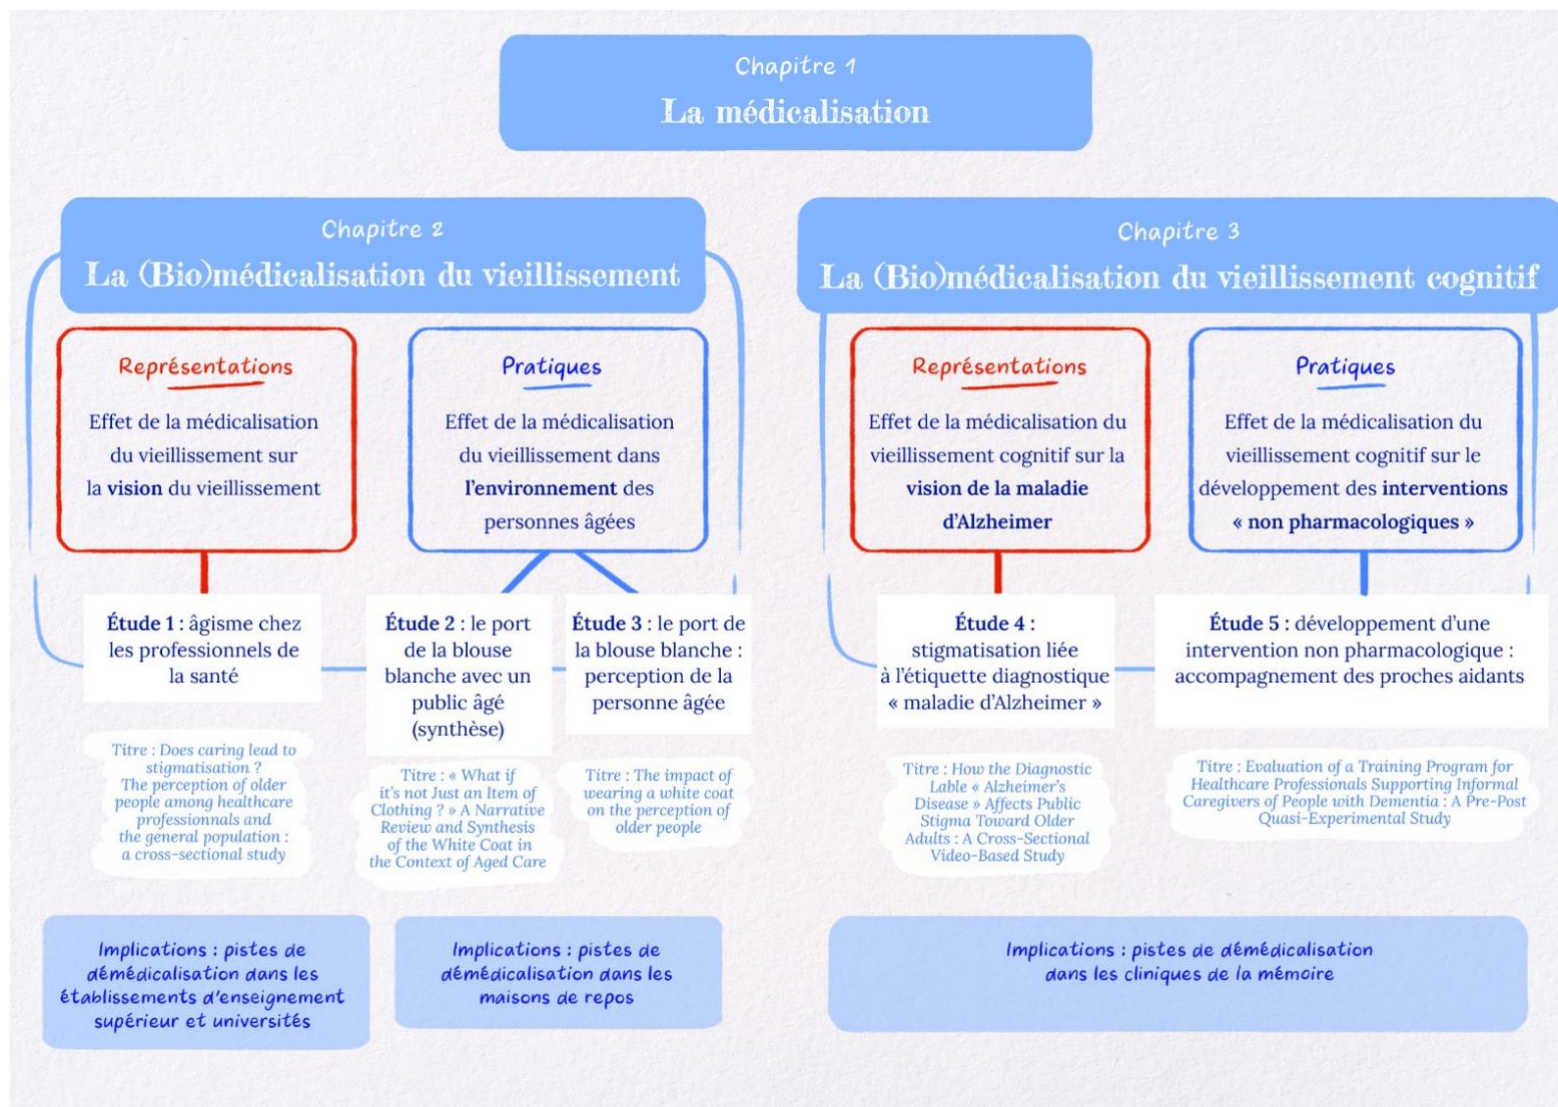 Chapitre 1
La médicalisation
Chapitre 2
La (Bio)médicalisation du vieillissement
Représentations
Effet de la médicalisation
du vieillissement sur
la vision du vieillissement
Pratiques
Effet de la médicalisation
du vieillissement dans
l’environnement des
personnes âgées
Étude 1 : âgisme chez
les professionnels de
la santé
Titre : Does caring lead to
stigmatisation ?
The perception of older
people among healthcare
professionnals and
the general population :
a cross-sectional study
Étude 2 : le port
de la blouse
blanche avec un
public âgé
(synthèse)
Titre : « What if
it’s not Just an Item of
Clothing ? » A Narrative
Review and Synthesis
of the White Coat in
the Context of Aged Care
Étude 3 : le port de
la blouse blanche :
perception de la
personne âgée
Titre : The impact of
wearing a white coat
on the perception of
older people
Implications : pistes de
démédicalisation dans les
établissements d’enseignement
supérieur et universités
Implications : pistes de
démédicalisation dans les
maisons de repos
Chapitre 3
La (Bio)médicalisation du vieillissement cognitif
Représentations
Effet de la médicalisation du
vieillissement cognitif sur la
vision de la maladie
d’Alzheimer
Pratiques
Effet de la médicalisation du
vieillissement cognitif sur le
développement des interventions
« non pharmacologiques »
Étude 4 :
stigmatisation liée
à l’étiquette diagnostique
« maladie d’Alzheimer »
Titre : How the Diagnostic
Lable « Alzheimer’s
Disease » Affects Public
Stigma Toward Older
Adults : A Cross-Sectional
Video-Based Study
Étude 5 : développement d’une
intervention non pharmacologique :
accompagnement des proches aidants
Titre : Evaluation of a Training Program for
Healthcare Professionals Supporting Informal
Caregivers of People with Dementia : A Pre-Post
Quasi-Experimental Study
Implications : pistes de démédicalisation
dans les cliniques de la mémoire